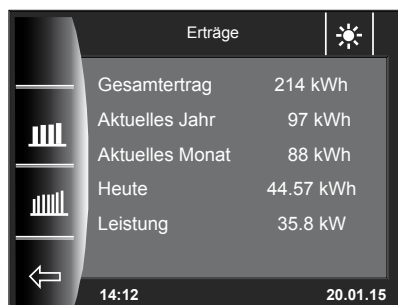 Erträge
Gesamtertrag 214 kWh
Aktuelles Jahr 97 kWh
Aktuelles Monat 88 kWh
Heute 44.57 kWh
Leistung 35.8 kW
14:12 20.01.15